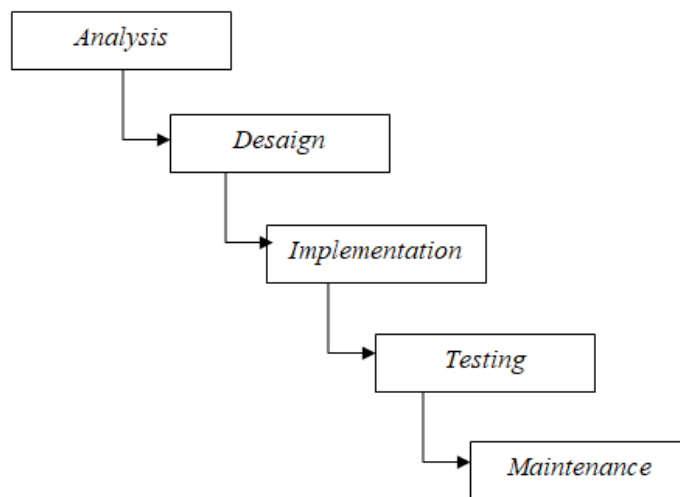 Analysis
Desaign
Implementation
Testing
Maintenance